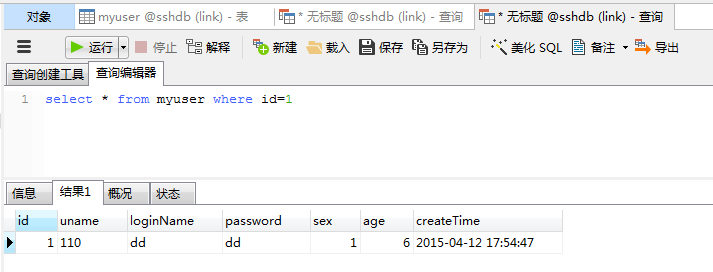 对象 myuser @sshdb (link) - 表 * 无标题 @sshdb (link) - 查询 * 无标题 @sshdb (link) - 查询
运行 停止 解释 新建 载入 保存 另存为 美化 SQL 备注 导出
查询创建工具 查询编辑器
1 select * from myuser where id=1
信息 结果1 概况 状态
id uname loginName password sex age createTime
1 110 dd dd 1 6 2015-04-12 17:54:47